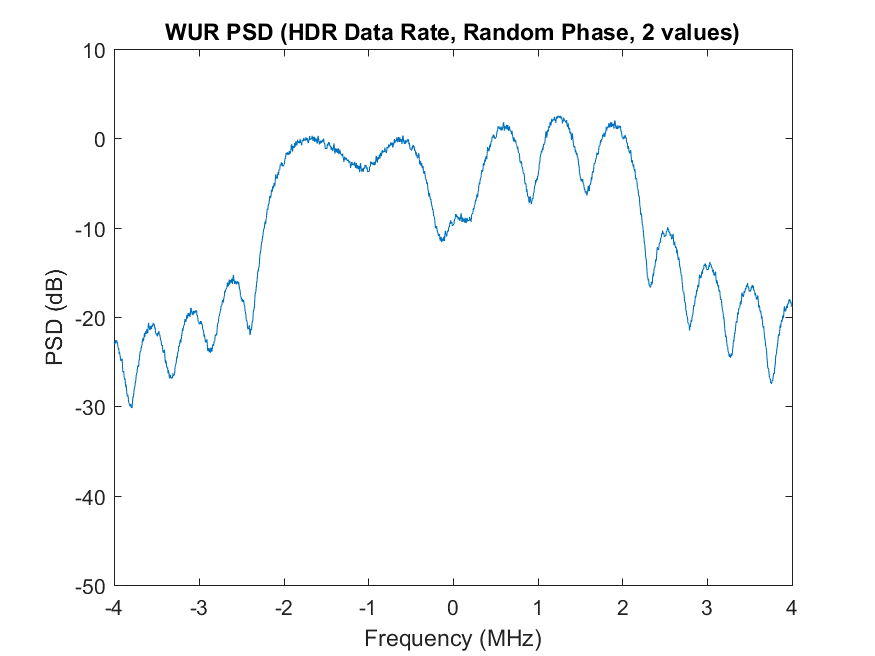 WUR PSD (HDR Data Rate, Random Phase, 2 values)
10
0
-10
-20
-30
-40
-50
PSD (dB)
-4 -3 -2 -1 0 1 2 3 4
Frequency (MHz)